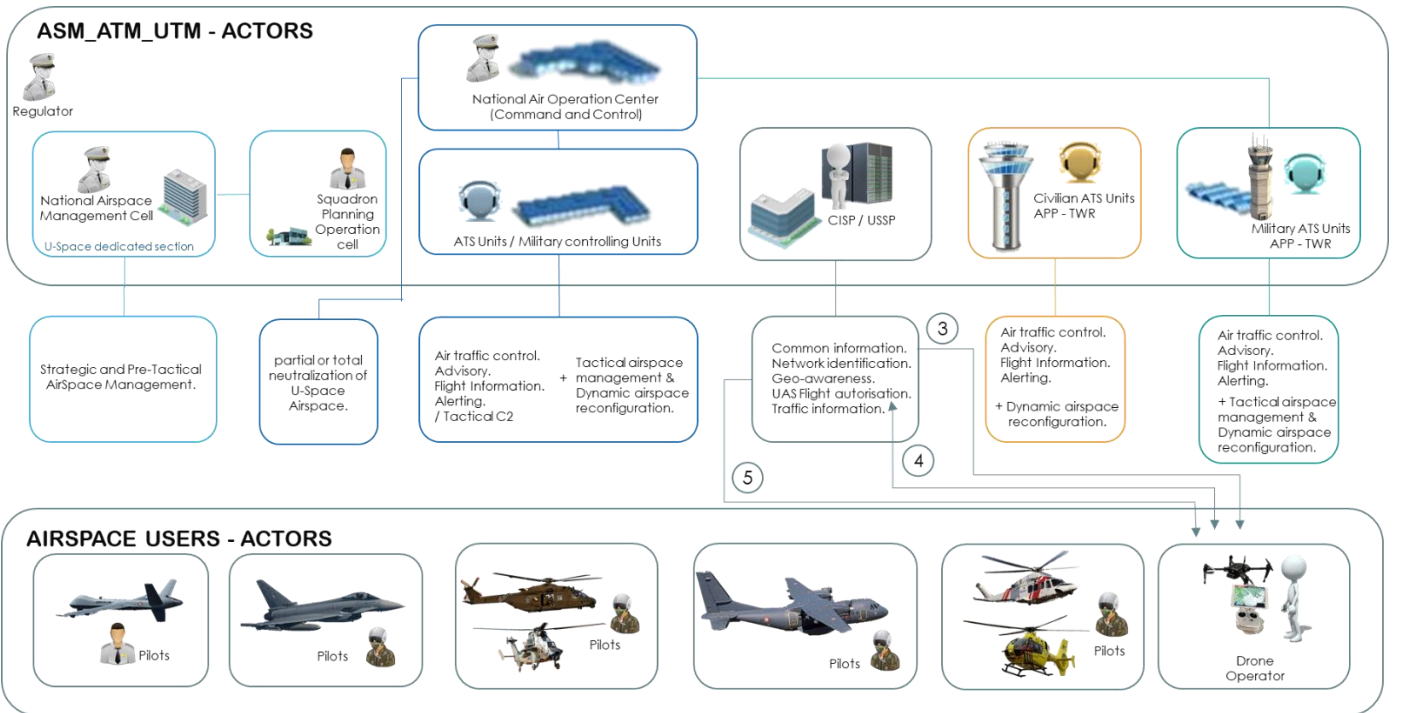 ASM_ATM_UTM - ACTORS
Regulator
National Air Operation Center
(Command and Control)
National Airspace
Management Cell
U-Space dedicated section
Squadron
Planning
Operation
cell
ATS Units / Military controlling Units
CISP / USSP
Civilian ATS Units
APP - TWR
Military ATS Units
APP - TWR
Strategic and Pre-Tactical
AirSpace Management.
partial or total
neutralization of
U-Space
Airspace.
Air traffic control.
Advisory.
Flight Information.
Alerting.
/ Tactical C2
+ Tactical airspace
management &
Dynamic airspace
reconfiguration.
Common information.
Network identification.
Geo-awareness.
UAS Flight autorisation.
Traffic information.
3
Air traffic control.
Advisory.
Flight Information.
Alerting.
+ Dynamic airspace
reconfiguration.
Air traffic control.
Advisory.
Flight Information.
Alerting.
+ Tactical airspace
management &
Dynamic airspace
reconfiguration.
4
5
AIRSPACE USERS - ACTORS
Pilots
Pilots
Pilots
Pilots
Pilots
Drone
Operator